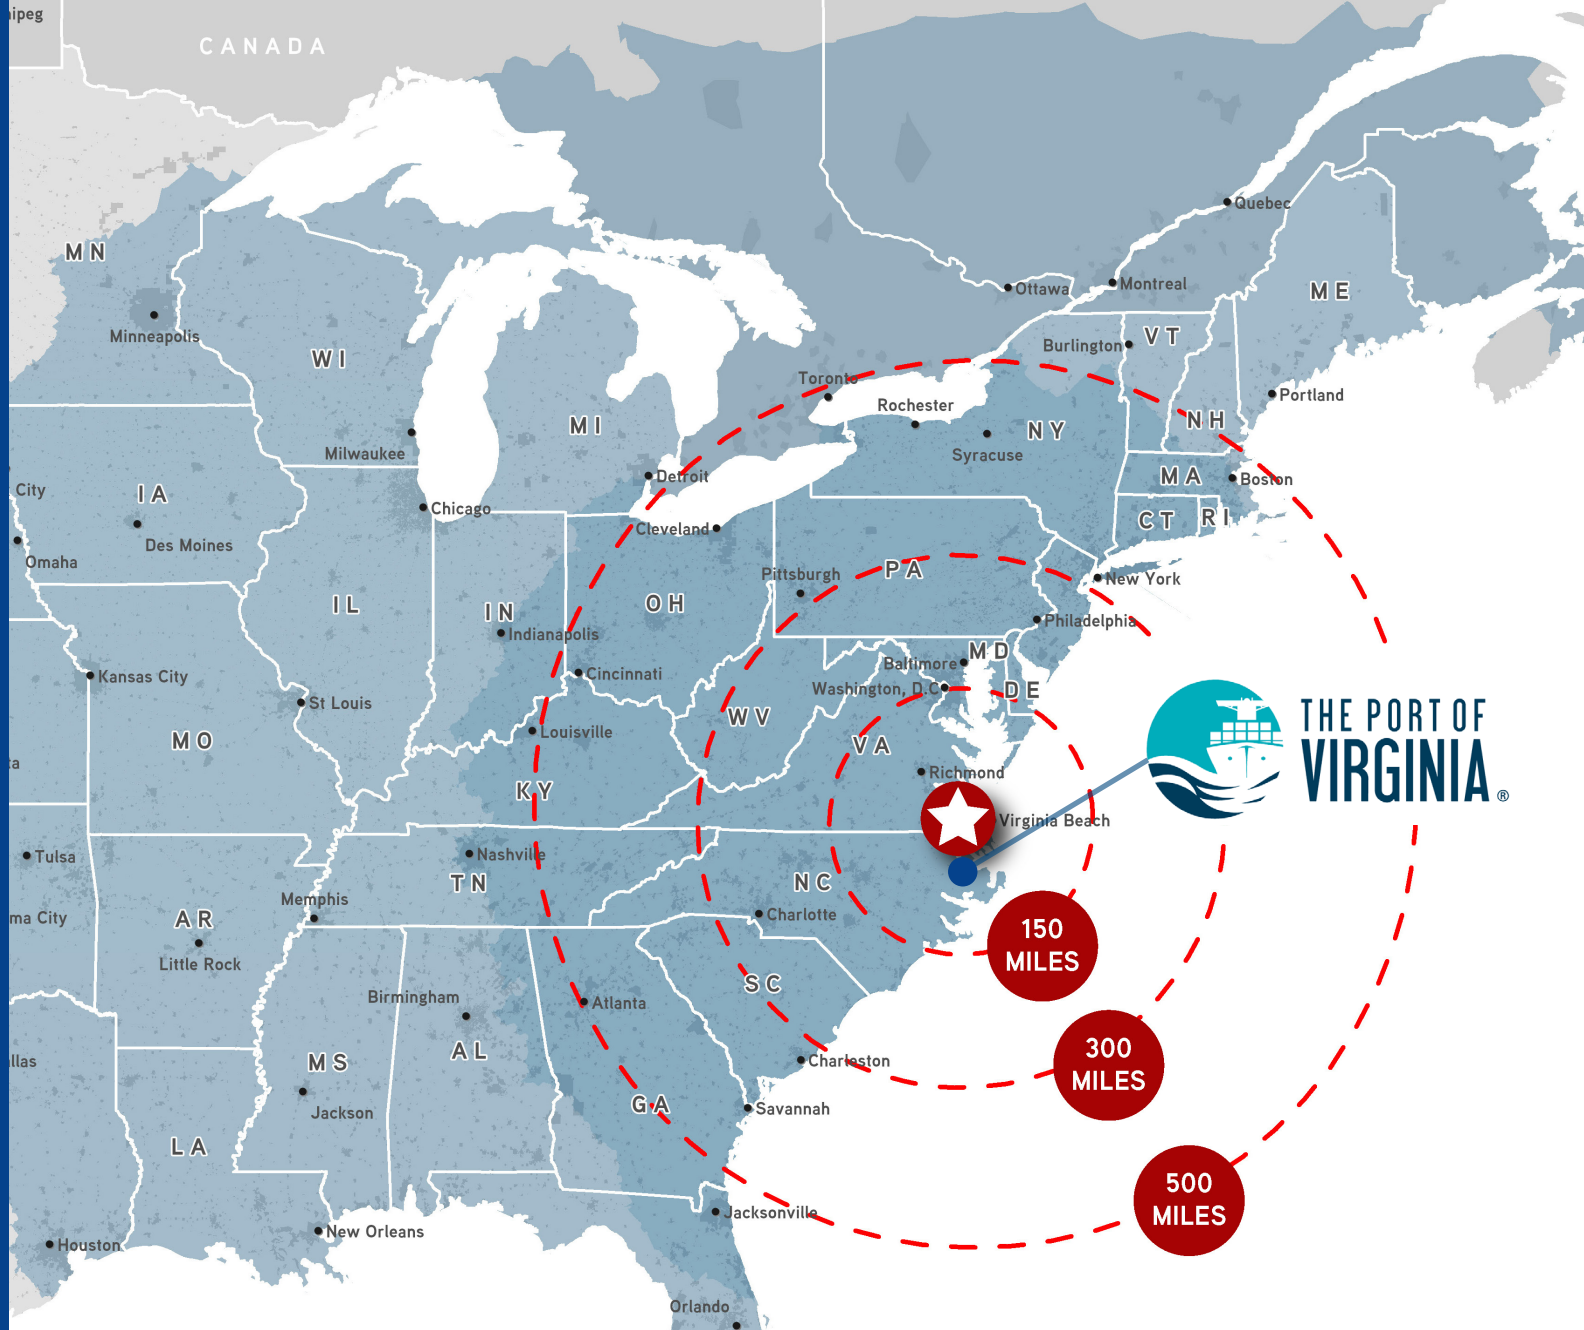 ipeg
CANADA
Quebec
MN
Ottawa
Montreal
ME
Minneapolis
WI
Burlington
VT
Toronto
Portland
Rochester
NH
MI
NY
Milwaukee
Syracuse
Detroit
MA
Boston
City
IA
Chicago
CT
RI
Cleveland
Des Moines
Omaha
PA
Pittsburgh
New York
IL
IN
OH
Philadelphia
Indianapolis
MD
Baltimore
Kansas City
Cincinnati
Washington, D.C.
DE
St Louis
WV
THE PORT OF
VIRGINIA®
Louisville
MO
VA
ta
Richmond
KY
Virginia Beach
Tulsa
Nashville
TN
NC
Memphis
ma City
AR
Charlotte
150
MILES
Little Rock
SC
Birmingham
Atlanta
300
MILES
AL
llas
MS
Charleston
GA
Jackson
Savannah
LA
500
MILES
Jacksonville
New Orleans
Houston
Orlando